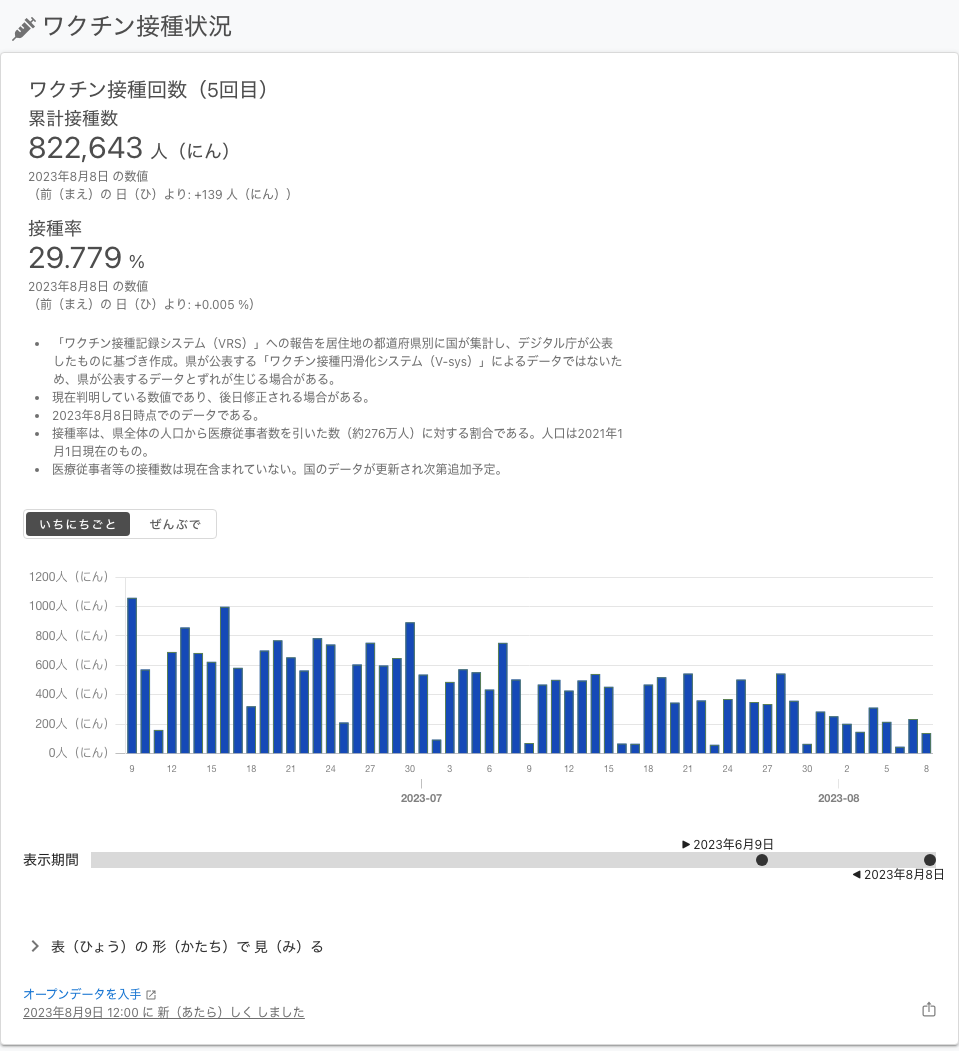 ワクチン接種状況
ワクチン接種回数（5回目）
累計接種数
822,643 人（にん）
2023年8月8日 の数値
（前（まえ）の 日（ひ）より: +139 人（にん））
接種率
29.779 %
2023年8月8日 の数値
（前（まえ）の 日（ひ）より: +0.005 %）
• 「ワクチン接種記録システム（VRS）」への報告を居住地の都道府県別に国が集計し、デジタル庁が公表
したものに基づき作成。県が公表する「ワクチン接種円滑化システム（V-sys）」によるデータではないた
め、県が公表するデータとずれが生じる場合がある。
• 現在判明している数値であり、後日修正される場合がある。
• 2023年8月8日時点でのデータである。
• 接種率は、県全体の人口から医療従事者数を引いた数（約276万人）に対する割合である。人口は2021年1
月1日現在のもの。
• 医療従事者等の接種数は現在含まれていない。国のデータが更新され次第追加予定。
いちにちごと ぜんぶで
1200人（にん）
1000人（にん）
800人（にん）
600人（にん）
400人（にん）
200人（にん）
0人（にん）
9 12 15 18 21 24 27 30 3 6 9 12 15 18 21 24 27 30 2 5 8
2023-07 2023-08
▶ 2023年6月9日
表示期間
◀ 2023年8月8日
表（ひょう）の 形（かたち）で 見（み）る
オープンデータを入手
2023年8月9日 12:00 に 新（あたら）しく しました